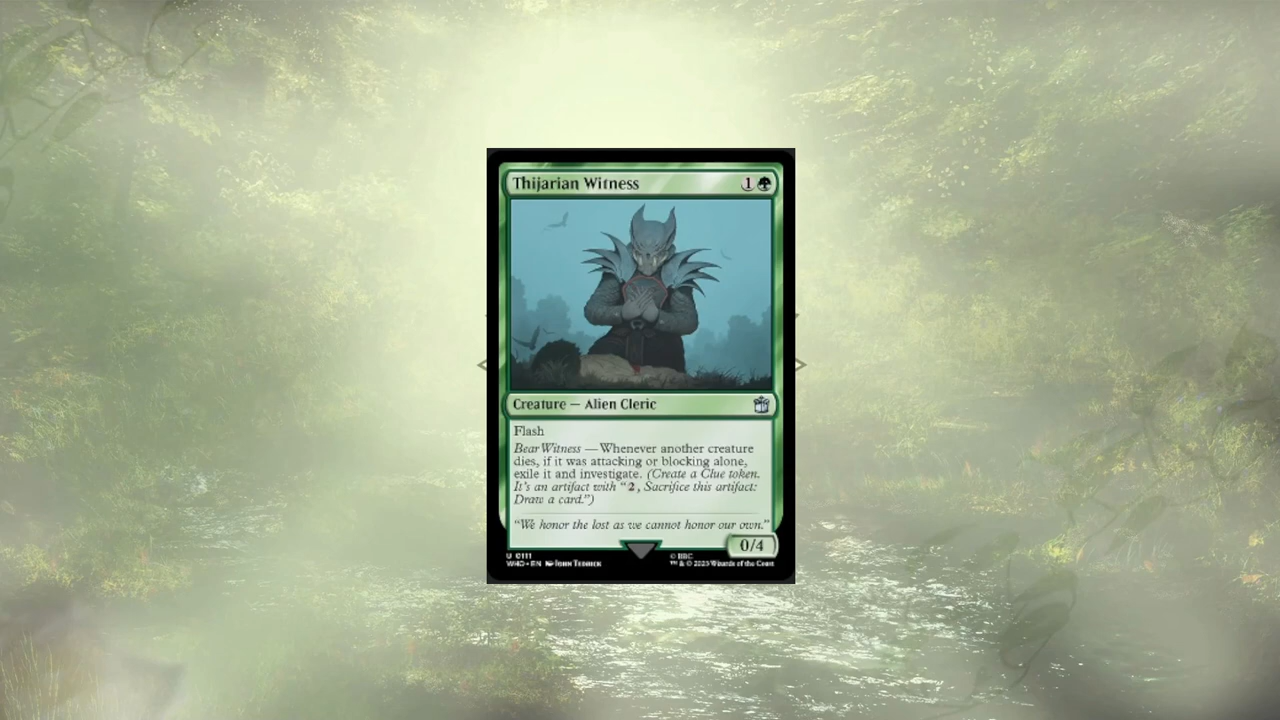 Thijarian Witness 1
Creature — Alien Cleric
Flash
Bear Witness — Whenever another creature
dies, if it was attacking or blocking alone,
exile it and investigate. (Create a Clue token.
It's an artifact with "2, Sacrifice this artifact:
Draw a card.")
"We honor the lost as we cannot honor our own."
0/4
U 0111
WHO • EN John Tedrick
© BBC
™ & © 2023 Wizards of the Coast